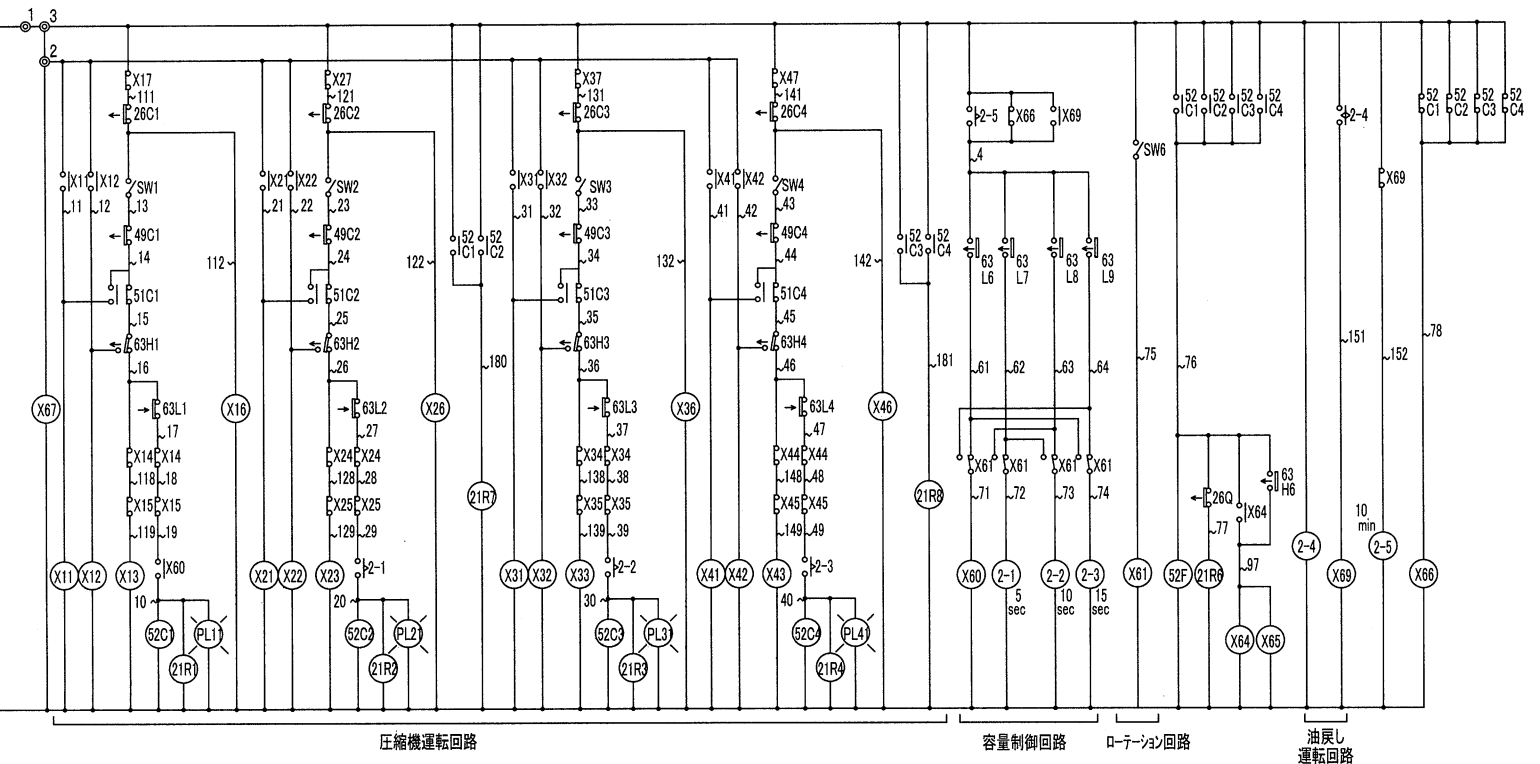 1 3
2
X17
111
26C1
X27
121
26C2
X37
131
26C3
X47
141
26C4
52 C1
52 C2
52 C3
52 C4
2-4
52 C1
52 C2
52 C3
52 C4
2-5
X66
X69
4
SW6
X69
X11
X12
SW1
X21
X22
SW2
X31
X32
SW3
X41
X42
SW4
11
12
13
21
22
23
31
32
33
41
42
43
49C1
49C2
49C3
49C4
52 C1
52 C2
52 C3
52 C4
14
112
24
122
34
132
44
142
63 L6
63 L7
63 L8
63 L9
51C1
51C2
51C3
51C4
15
25
35
45
63H1
63H2
63H3
63H4
78
151
152
75
76
180
181
16
26
36
46
61
62
63
64
X67
63L1
X16
63L2
X26
63L3
X36
63L4
X46
17
27
37
47
X14
X14
X24
X24
X34
X34
X44
X44
X61
X61
X61
X61
118
18
128
28
138
38
148
48
71
72
73
74
21R7
21R8
26Q
X64
63 H6
X15
X15
X25
X25
X35
X35
X45
X45
77
10 min
119
19
129
29
139
39
149
49
2-4
2-5
97
X11
X12
X13
X60
X21
X22
X23
2-1
X31
X32
X33
2-2
X41
X42
X43
2-3
X60
2-1
2-2
2-3
X61
52F
21R6
X69
X66
5 sec
10 sec
15 sec
10
20
30
40
52C1
PL11
52C2
PL21
52C3
PL31
52C4
PL41
X64
X65
21R1
21R2
21R3
21R4
圧縮機運転回路
容量制御回路
ローテーション回路
油戻し
運転回路